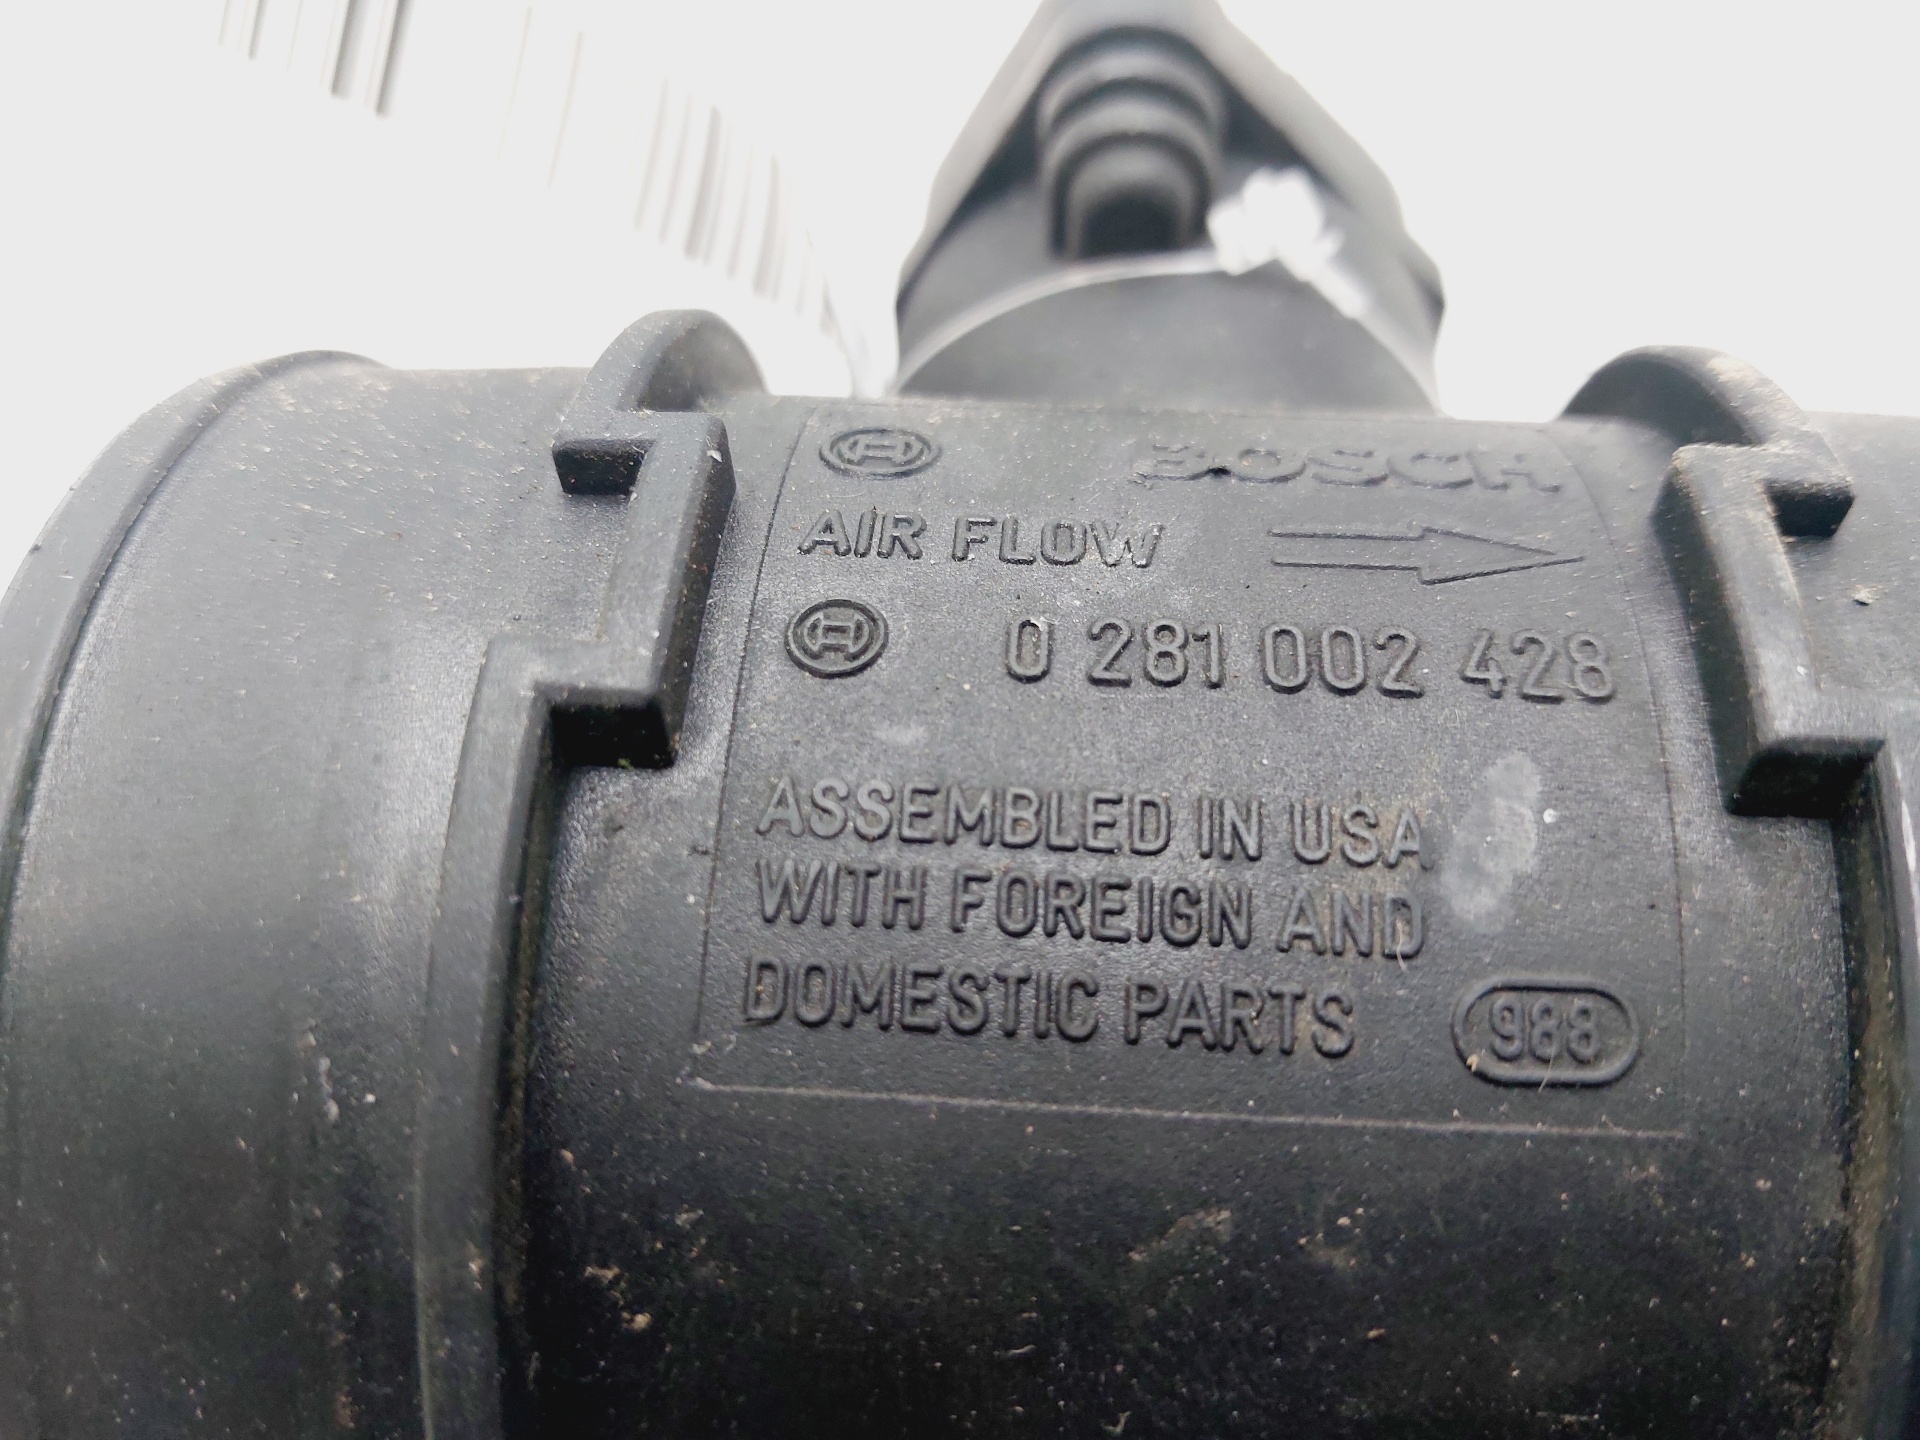 BOSCH
AIR FLOW
0 281 002 428
ASSEMBLED IN USA
WITH FOREIGN AND
DOMESTIC PARTS
988